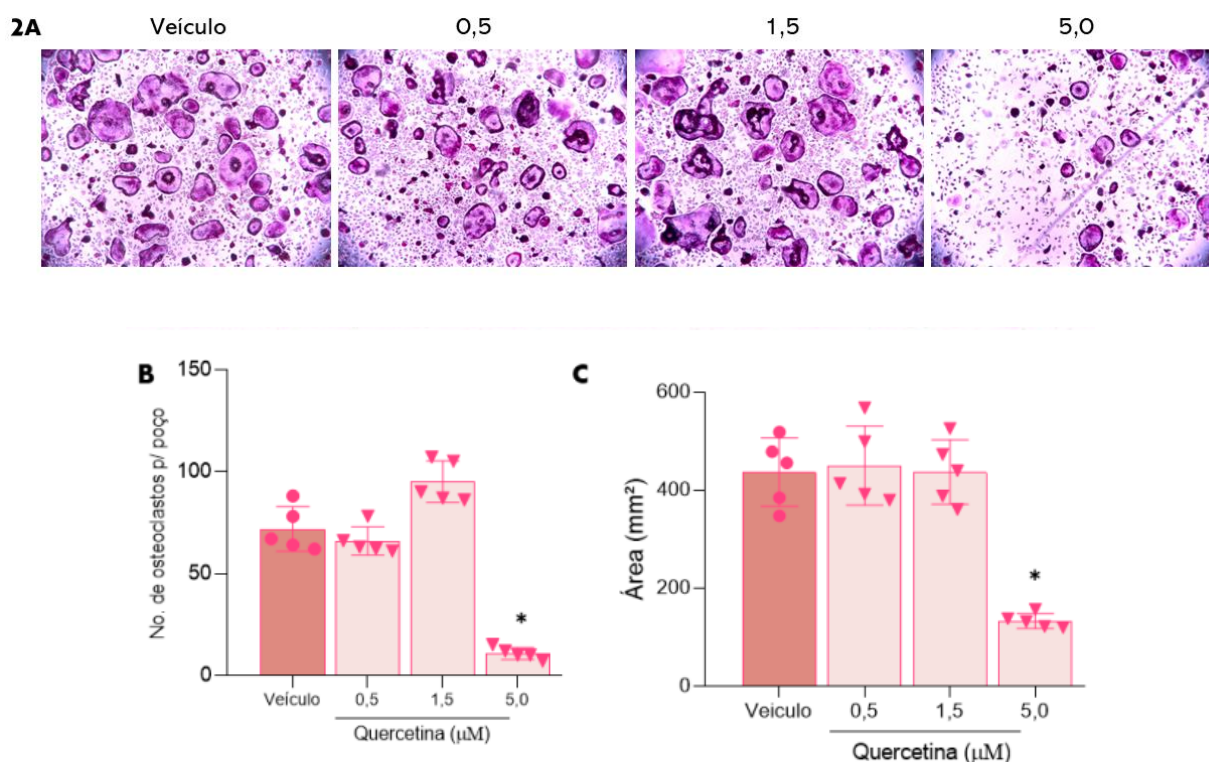 2A Veículo 0,5 1,5 5,0
B
No. de osteoclastos p/ poço
150
100
50
0
*
Veículo 0,5 1,5 5,0
Quercetina (μM)
C
Área (mm²)
600
400
200
0
*
Veiculo 0,5 1,5 5,0
Quercetina (μM)